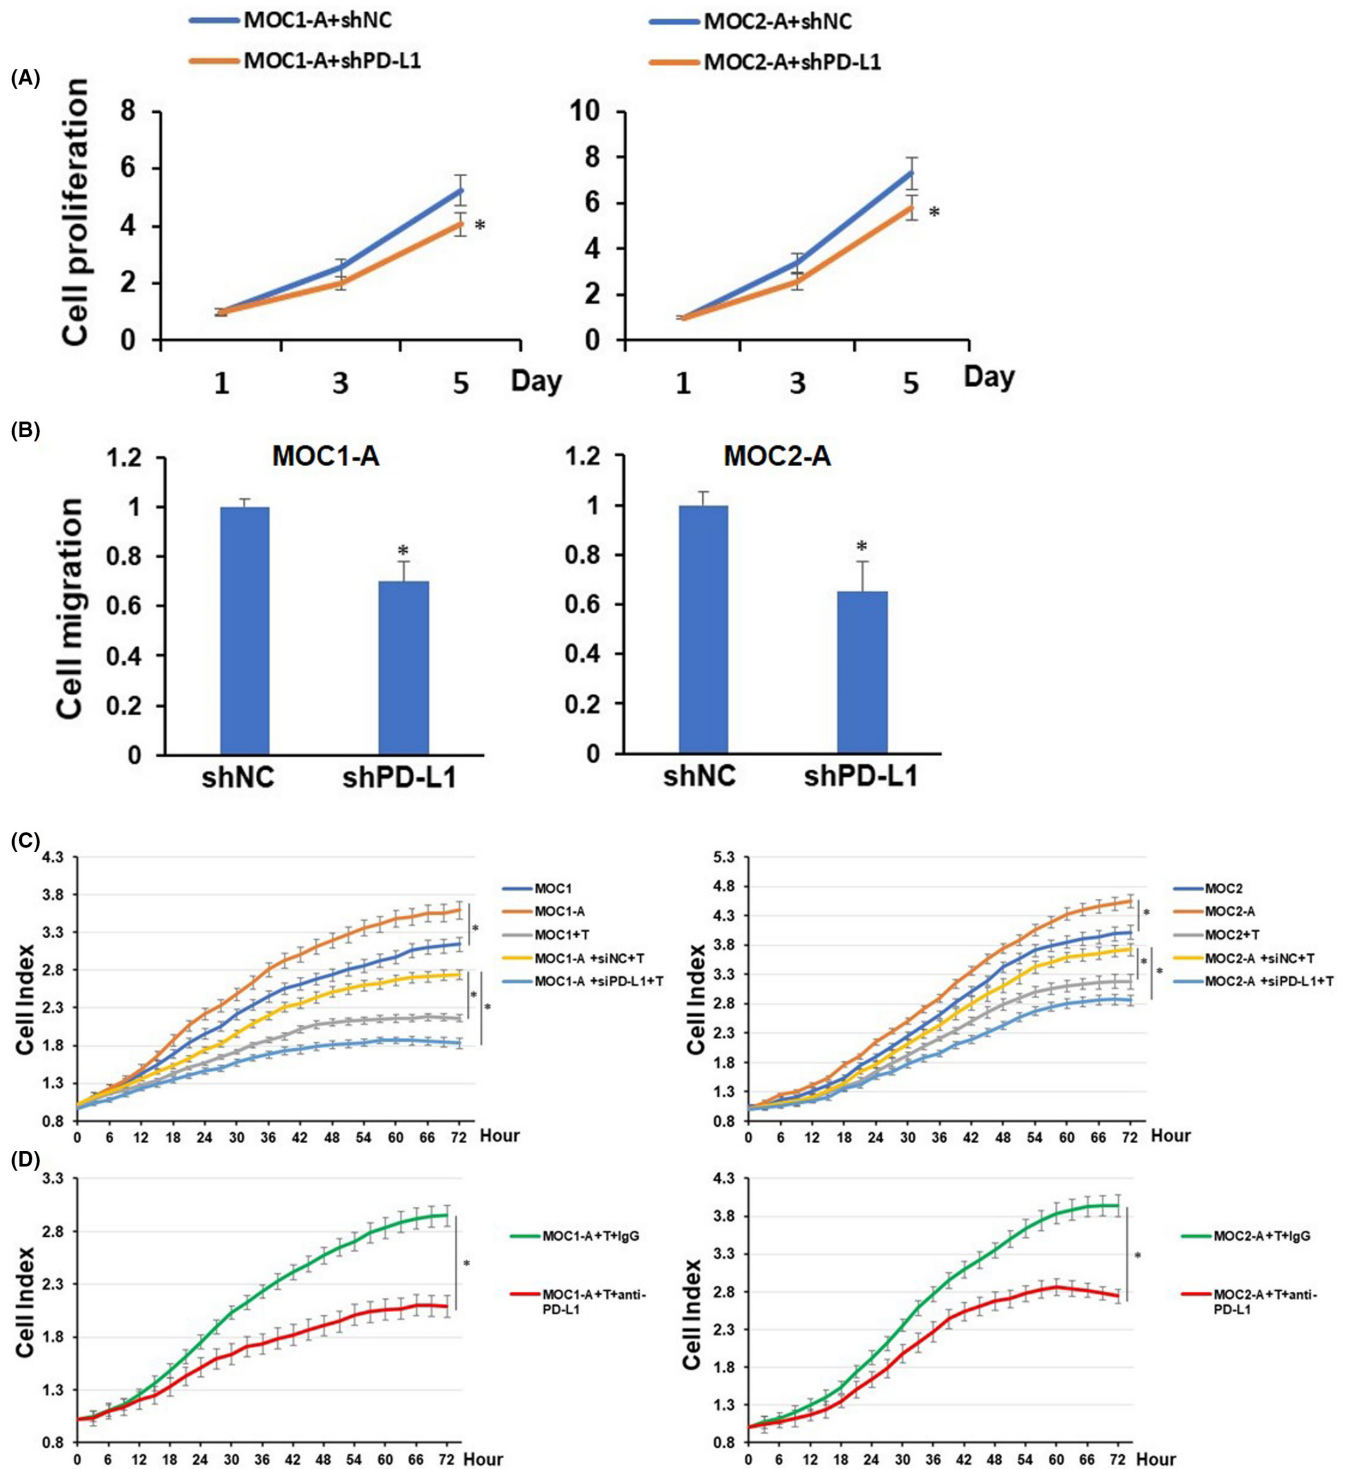 MOC1-A+shNC
MOC1-A+shPD-L1
MOC2-A+shNC
MOC2-A+shPD-L1
(A)
Cell proliferation
8
6
4
2
0
1 3 5 Day
*
10
8
6
4
2
0
1 3 5 Day
*
(B)
Cell migration
MOC1-A
1.2
1
0.8
0.6
0.4
0.2
0
*
shNC shPD-L1
MOC2-A
1.2
1
0.8
0.6
0.4
0.2
0
*
shNC shPD-L1
(C)
Cell Index
4.3
3.8
3.3
2.8
2.3
1.8
1.3
0.8
0 6 12 18 24 30 36 42 48 54 60 66 72 Hour
*
*
*
MOC1
MOC1-A
MOC1+T
MOC1-A +siNC+T
MOC1-A +siPD-L1+T
Cell Index
5.3
4.8
4.3
3.8
3.3
2.8
2.3
1.8
1.3
0.8
0 6 12 18 24 30 36 42 48 54 60 66 72 Hour
*
*
*
MOC2
MOC2-A
MOC2+T
MOC2-A +siNC+T
MOC2-A +siPD-L1+T
(D)
Cell Index
3.3
2.8
2.3
1.8
1.3
0.8
0 6 12 18 24 30 36 42 48 54 60 66 72 Hour
*
MOC1-A+T+IgG
MOC1-A+T+anti-
PD-L1
Cell Index
4.3
3.8
3.3
2.8
2.3
1.8
1.3
0.8
0 6 12 18 24 30 36 42 48 54 60 66 72 Hour
*
MOC2-A+T+IgG
MOC2-A+T+anti-
PD-L1